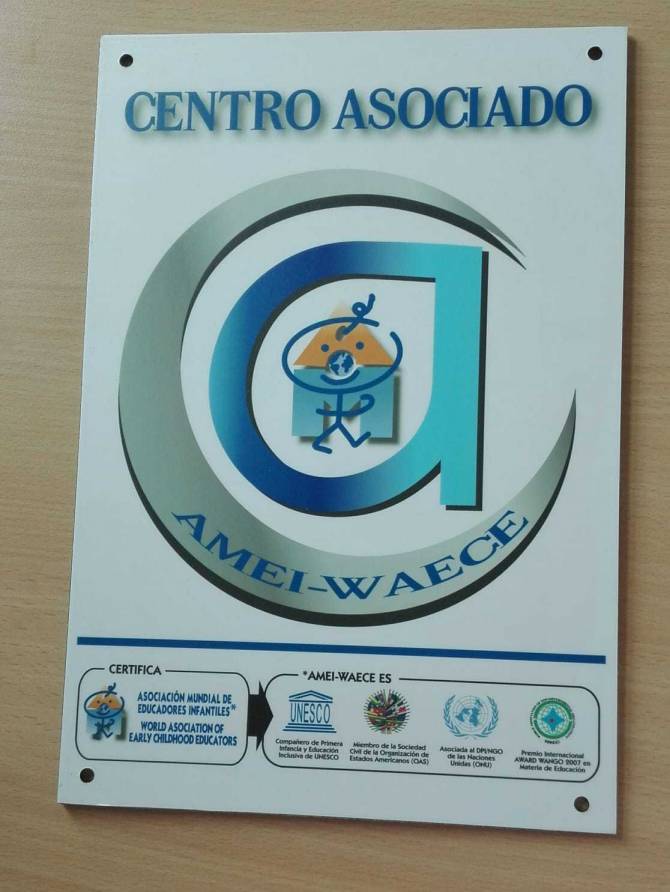 CENTRO ASOCIADO
a
AMEI-WAECE
CERTIFICA
ASOCIACIÓN MUNDIAL DE
EDUCADORES INFANTILES*
WORLD ASOCIATION OF
EARLY CHILDHOOD EDUCATORS
*AMEI-WAECE ES
UNESCO
Compañero de Primera
Infancia y Educación
Inclusiva de UNESCO
Miembro de la Sociedad
Civil de la Organización de
Estados Americanos (OAS)
Asociada al DPI/NGO
de las Naciones
Unidas (ONU)
Premio Internacional
AWARD WANGO 2007 en
Materia de Educación